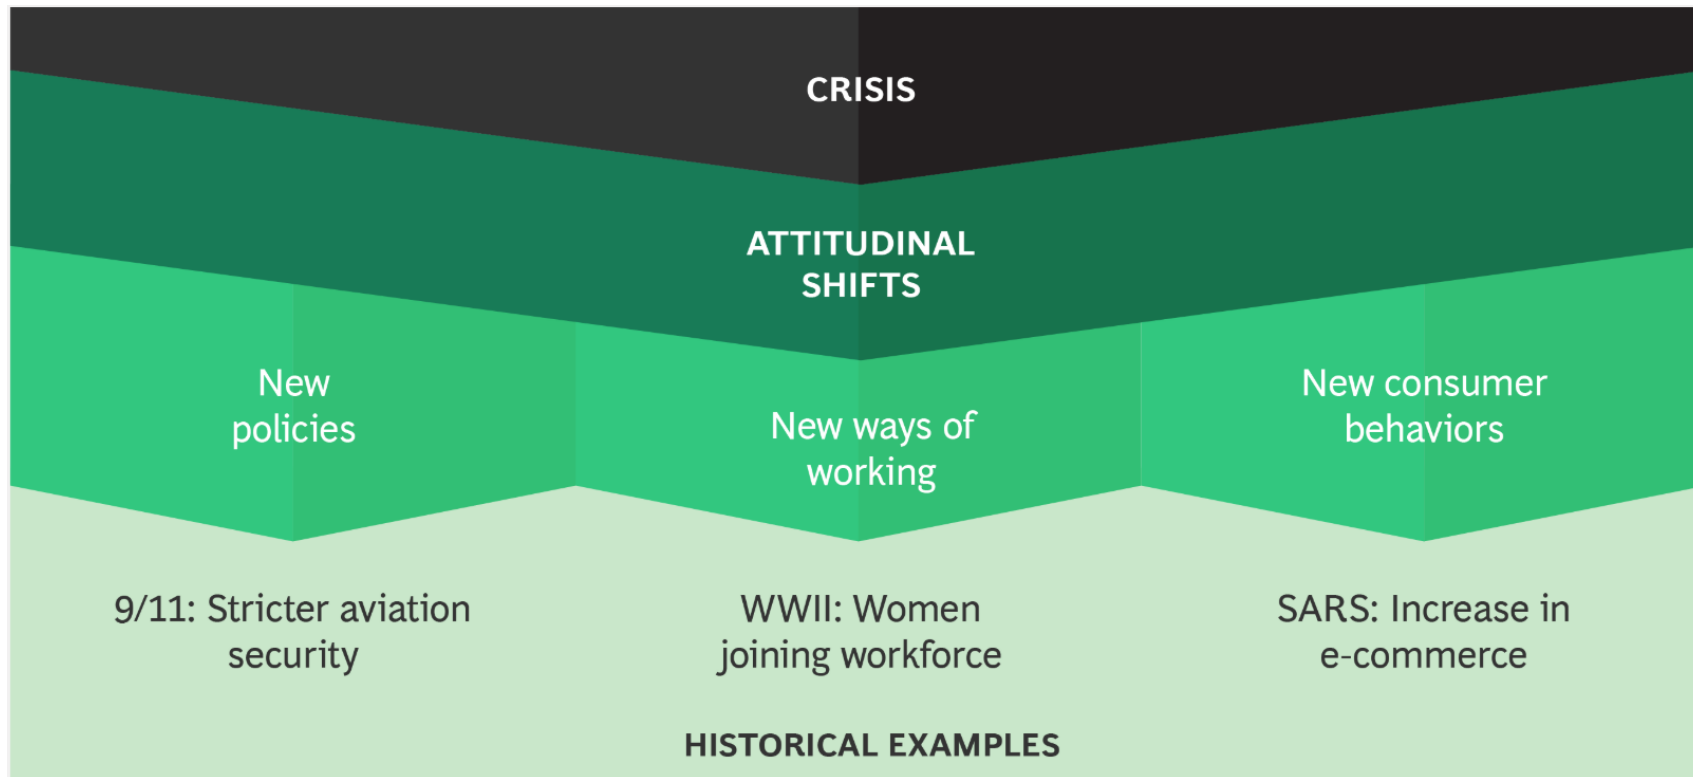 CRISIS
ATTITUDINAL
SHIFTS
New
policies
New ways of
working
New consumer
behaviors
9/11: Stricter aviation
security
WWII: Women
joining workforce
SARS: Increase in
e-commerce
HISTORICAL EXAMPLES